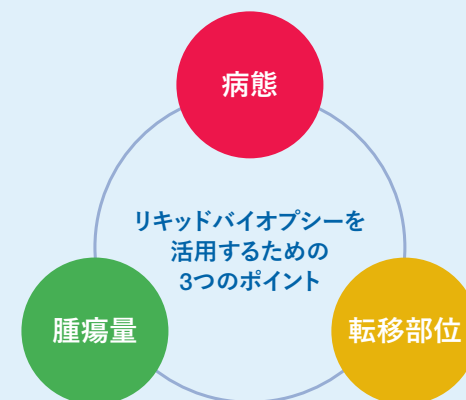 病態
リキッドバイオプシーを
活用するための
3つのポイント
腫瘍量
転移部位